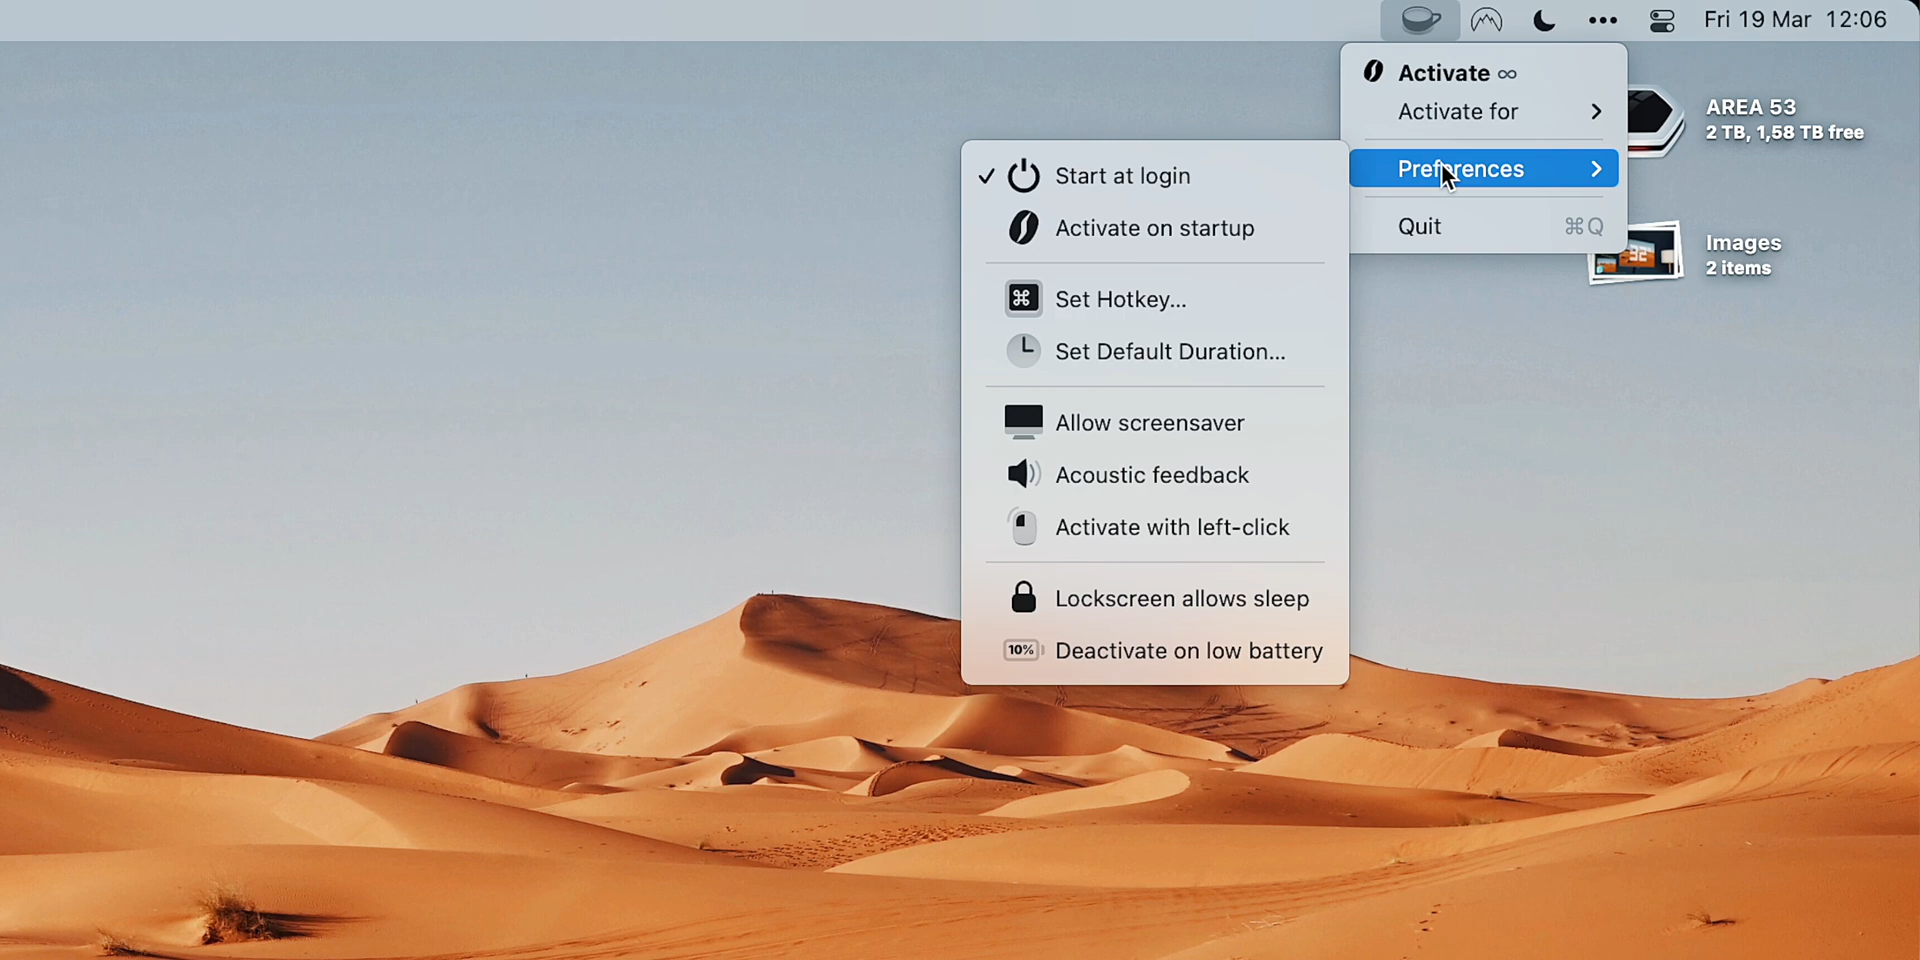 Fri 19 Mar 12:06
Activate ∞
Activate for
Preferences
Quit ⌘Q
Start at login
Activate on startup
Set Hotkey...
Set Default Duration...
Allow screensaver
Acoustic feedback
Activate with left-click
Lockscreen allows sleep
10% Deactivate on low battery
AREA 53
2 TB, 1,58 TB free
32°
Images
2 items